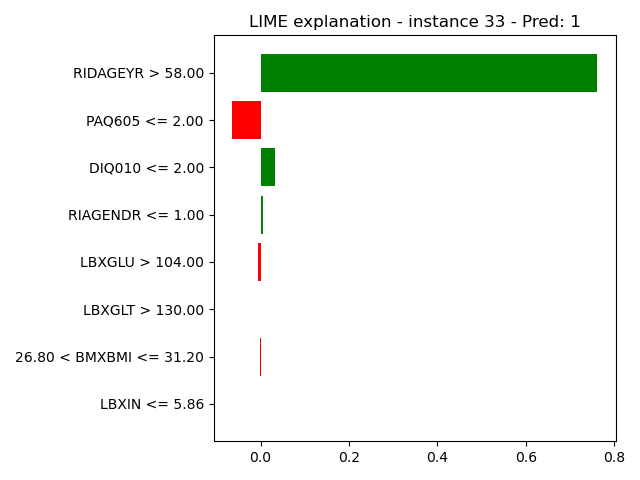 LIME explanation - instance 33 - Pred: 1
RIDAGEYR > 58.00
PAQ605 <= 2.00
DIQ010 <= 2.00
RIAGENDR <= 1.00
LBXGLU > 104.00
LBXGLT > 130.00
26.80 < BMXBMI <= 31.20
LBXIN <= 5.86
0.0 0.2 0.4 0.6 0.8